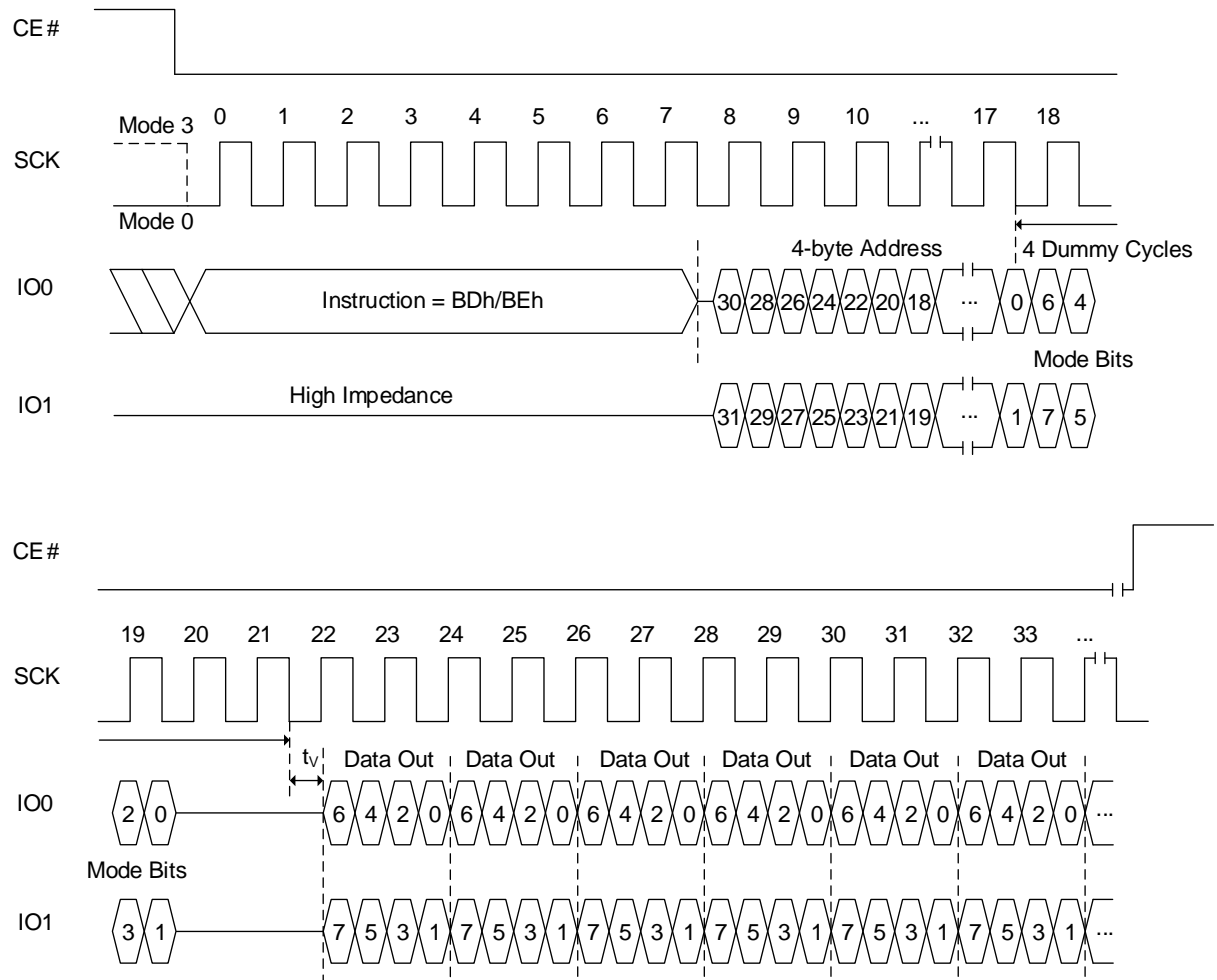 CE#
Mode 3
0 1 2 3 4 5 6 7 8 9 10 ... 17 18
SCK
Mode 0
4-byte Address
4 Dummy Cycles
IO0
Instruction = BDh/BEh
30 28 26 24 22 20 18 ... 0 6 4
Mode Bits
IO1
High Impedance
31 29 27 25 23 21 19 ... 1 7 5
CE#
19 20 21 22 23 24 25 26 27 28 29 30 31 32 33 ...
SCK
tV
Data Out Data Out Data Out Data Out Data Out Data Out
IO0
2 0 6 4 2 0 6 4 2 0 6 4 2 0 6 4 2 0 6 4 2 0 6 4 2 0 ...
Mode Bits
IO1
3 1 7 5 3 1 7 5 3 1 7 5 3 1 7 5 3 1 7 5 3 1 7 5 3 1 ...